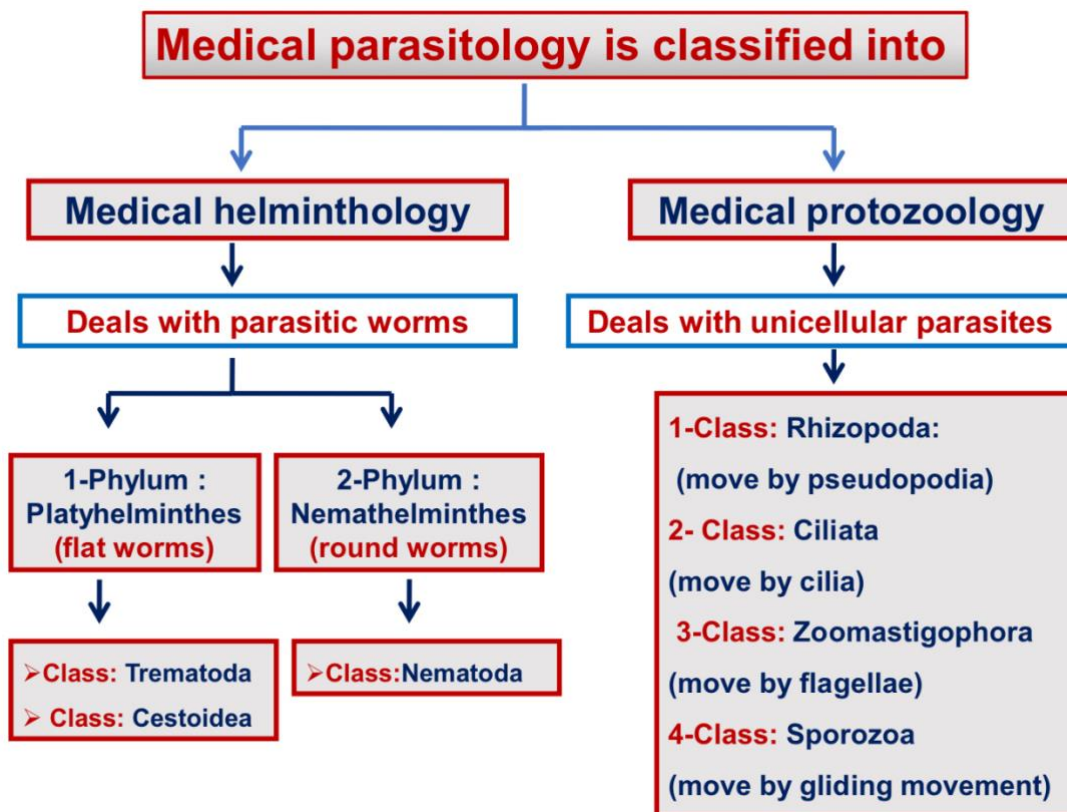 Medical parasitology is classified into
Medical helminthology
Deals with parasitic worms
1-Phylum :
Platyhelminthes
(flat worms)
➢Class: Trematoda
➢ Class: Cestoidea
2-Phylum :
Nemathelminthes
(round worms)
➢Class:Nematoda
Medical protozoology
Deals with unicellular parasites
1-Class: Rhizopoda:
(move by pseudopodia)
2- Class: Ciliata
(move by cilia)
3-Class: Zoomastigophora
(move by flagellae)
4-Class: Sporozoa
(move by gliding movement)